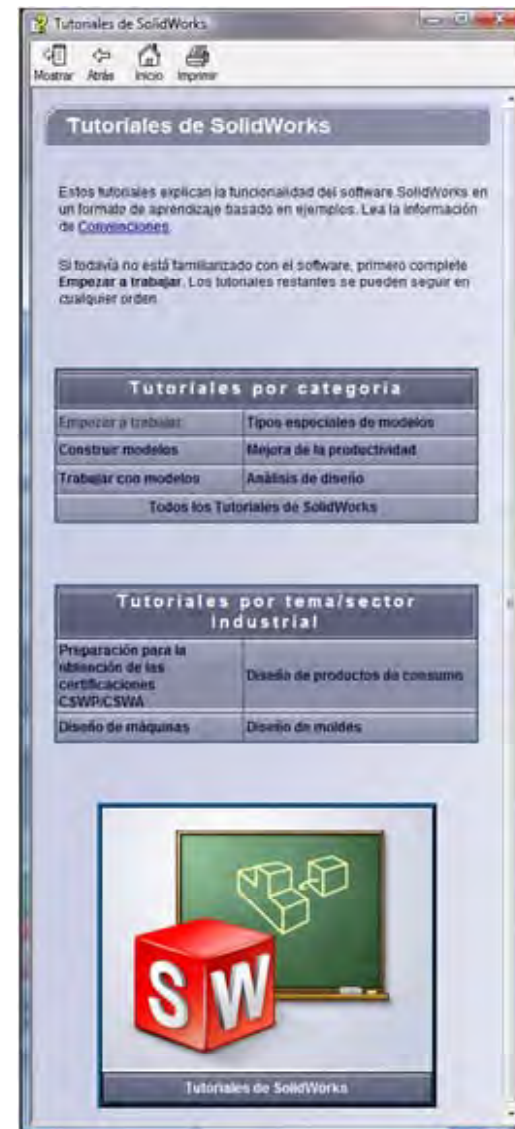 Tutoriales de SolidWorks
Mostrar Atrás Inicio Imprimir
Tutoriales de SolidWorks
Estos tutoriales explican la funcionalidad del software SolidWorks en
un formato de aprendizaje basado en ejemplos. Lea la información
de Convenciones.
Si todavía no está familiarizado con el software, primero complete
Empezar a trabajar. Los tutoriales restantes se pueden seguir en
cualquier orden.
Tutoriales por categoría
Empezar a trabajar Tipos especiales de modelos
Construir modelos Mejora de la productividad
Trabajar con modelos Análisis de diseño
Todos los Tutoriales de SolidWorks
Tutoriales por tema/sector
industrial
Preparación para la
obtención de las
certificaciones
CSWP/CSWA
Diseño de productos de consumo
Diseño de máquinas Diseño de moldes
S W
Tutoriales de SolidWorks